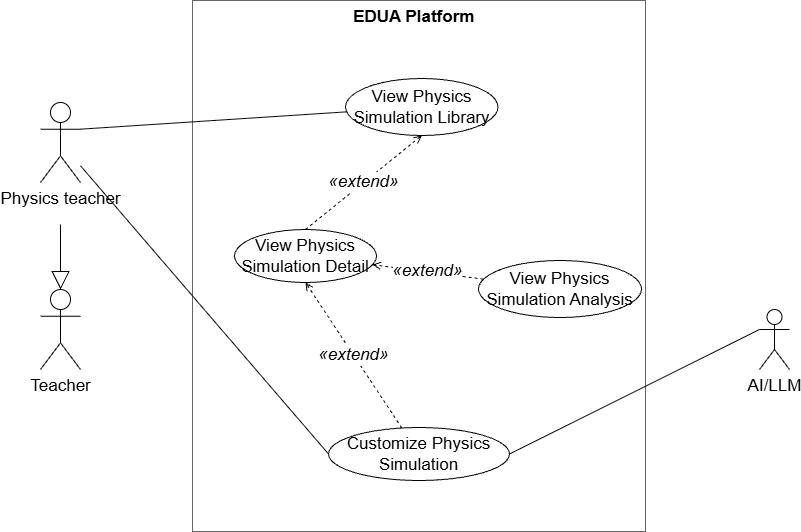 EDUA Platform
View Physics
Simulation Library
«extend»
Physics teacher
View Physics
Simulation Detail
«extend»
View Physics
Simulation Analysis
«extend»
Teacher
AI/LLM
Customize Physics
Simulation